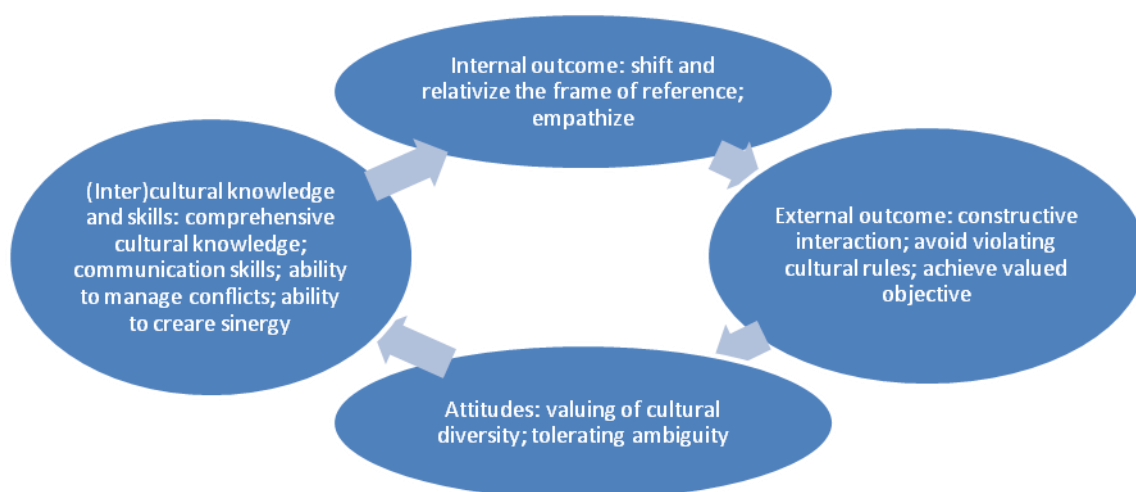 Internal outcome: shift and
relativize the frame of reference;
empathize
(Inter)cultural knowledge
and skills: comprehensive
cultural knowledge;
communication skills; ability
to manage conflicts; ability
to creare sinergy
External outcome: constructive
interaction; avoid violating
cultural rules; achieve valued
objective
Attitudes: valuing of cultural
diversity; tolerating ambiguity